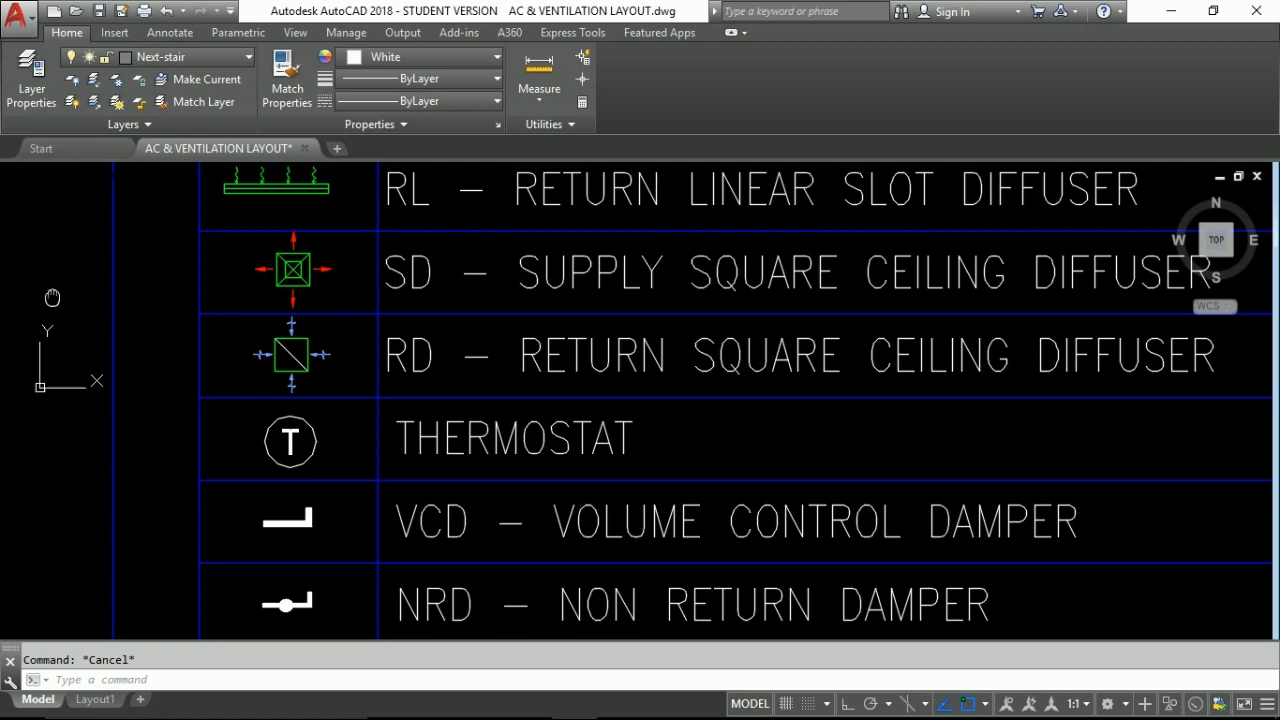 Autodesk AutoCAD 2018 - STUDENT VERSION AC & VENTILATION LAYOUT.dwg
Type a keyword or phrase
Sign In
Home Insert Annotate Parametric View Manage Output Add-ins A360 Express Tools Featured Apps
Next-stair
Make Current
Match Layer
Layer Properties
Layers
Match Properties
White
ByLayer
ByLayer
Properties
Measure
Utilities
Start
AC & VENTILATION LAYOUT*
RL - RETURN LINEAR SLOT DIFFUSER
SD - SUPPLY SQUARE CEILING DIFFUSER
RD - RETURN SQUARE CEILING DIFFUSER
T THERMOSTAT
VCD - VOLUME CONTROL DAMPER
NRD - NON RETURN DAMPER
N
W TOP E
S
WCS
Y
X
Command: *Cancel*
Type a command
Model Layout1
MODEL
1:1